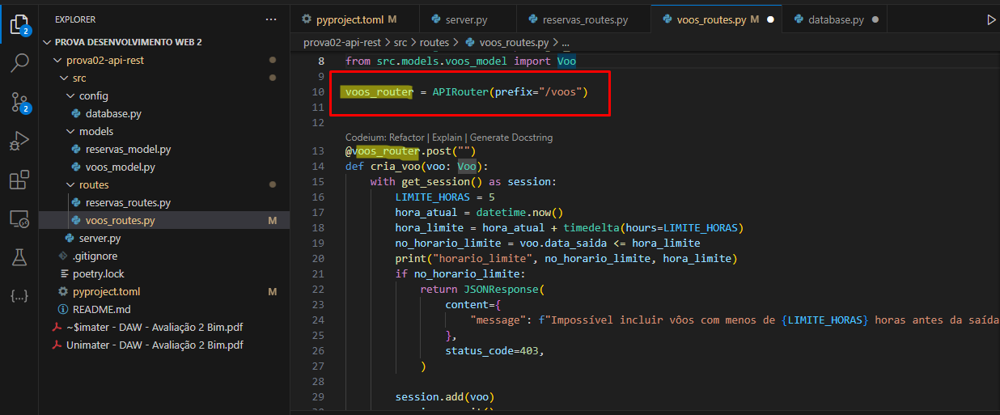 EXPLORER
...
PROVA DESENVOLVIMENTO WEB 2
prova02-api-rest
src
config
database.py
models
reservas_model.py
voos_model.py
routes
reservas_routes.py
voos_routes.py M
server.py
.gitignore
poetry.lock
pyproject.toml M
README.md
~$imater - DAW - Avaliação 2 Bim.pdf
Unimater - DAW - Avaliação 2 Bim.pdf
2
2
pyproject.toml M
server.py
reservas_routes.py
voos_routes.py M
database.py
prova02-api-rest > src > routes > voos_routes.py > ...
8 from src.models.voos_model import Voo
9
10 voos_router = APIRouter(prefix="/voos")
11
12
Codeium: Refactor | Explain | Generate Docstring
13 @voos_router.post("")
14 def cria_voo(voo: Voo):
15 with get_session() as session:
16 LIMITE_HORAS = 5
17 hora_atual = datetime.now()
18 hora_limite = hora_atual + timedelta(hours=LIMITE_HORAS)
19 no_horario_limite = voo.data_saida <= hora_limite
20 print("horario_limite", no_horario_limite, hora_limite)
21 if no_horario_limite:
22 return JSONResponse(
23 content={
24 "message": f"Impossível incluir vôos com menos de {LIMITE_HORAS} horas antes da saída
25 },
26 status_code=403,
27 )
28
29 session.add(voo)